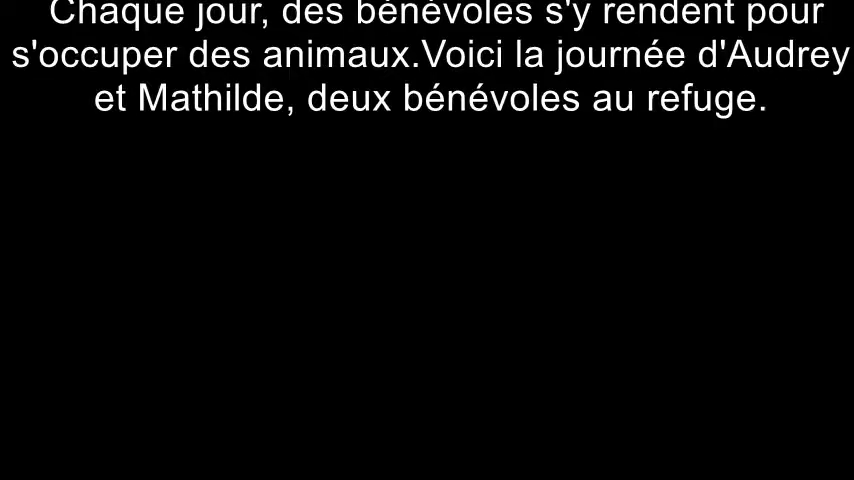 Chaque jour, des bénévoles s'y rendent pour
s'occuper des animaux.Voici la journée d'Audrey
et Mathilde, deux bénévoles au refuge.